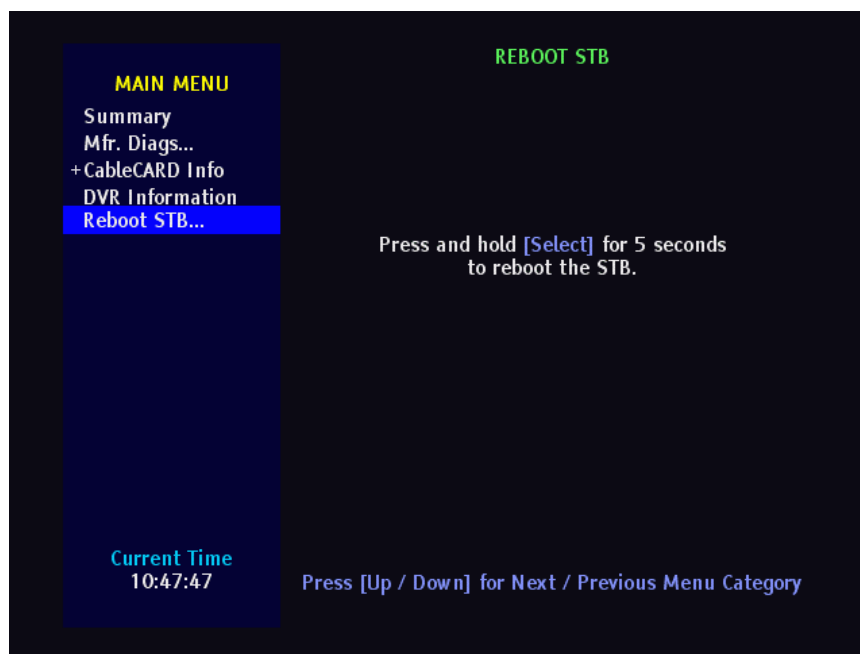 MAIN MENU
Summary
Mfr. Diags...
+CableCARD Info
DVR Information
Reboot STB...
Current Time
10:47:47
REBOOT STB
Press and hold [Select] for 5 seconds
to reboot the STB.
Press [Up / Down] for Next / Previous Menu Category